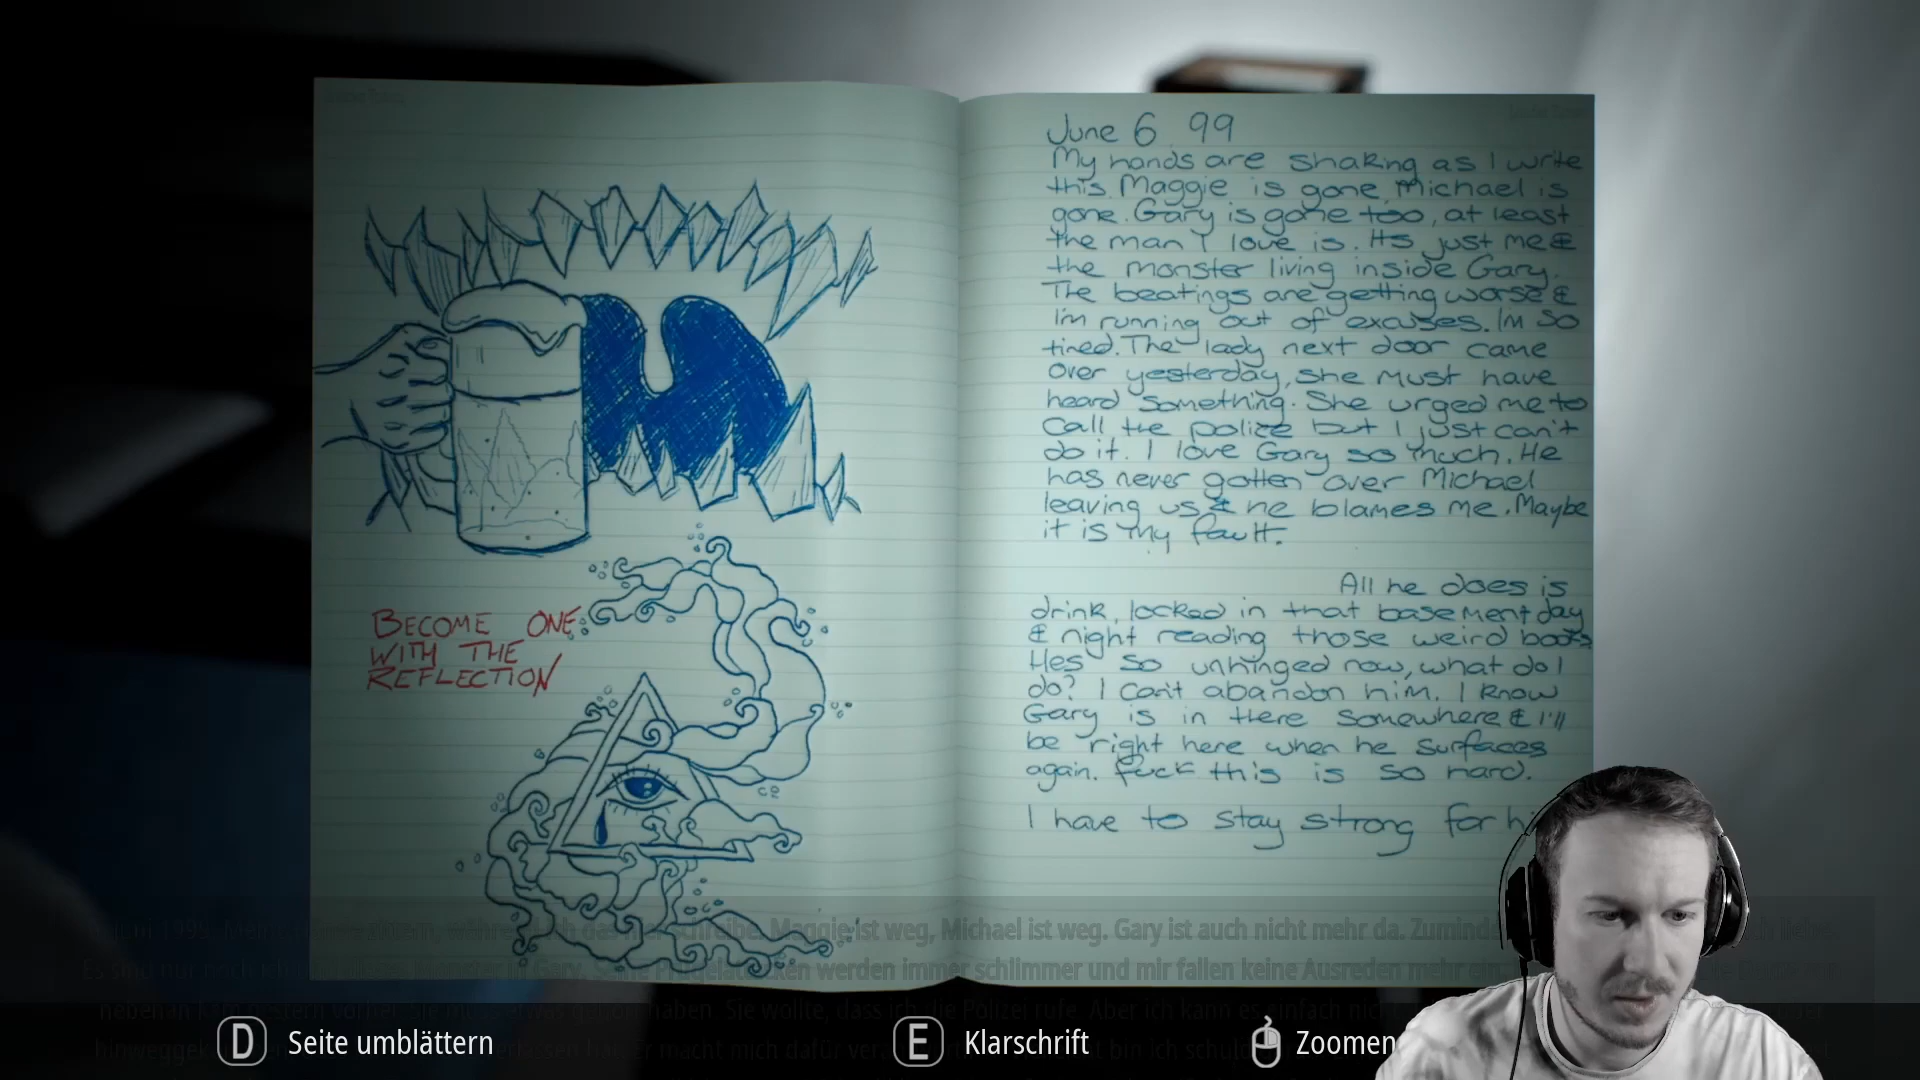 BECOME ONE
WITH THE
REFLECTION
June 6 99
My hands are shaking as I write
this. Maggie is gone, Michael is
gone. Gary is gone too, at least
the man I love is. Its just me &
the monster living inside Gary.
The beatings are getting worse &
I'm running out of excuses. Im so
tired. The lady next door came
over yesterday, she must have
heard something. She urged me to
call the police but I just can't
do it. I love Gary so much. He
has never gotten over Michael
leaving us & he blames me. Maybe
it is my fault.
All he does is
drink, locked in that basement day
& night reading those weird books
Hes so unhinged now, what do I
do? I can't abandon him. I know
Gary is in there somewhere & I'll
be right here when he surfaces
again. Fuck this is so hard.
I have to stay strong for
Maggie ist weg, Michael ist weg. Gary ist auch nicht mehr da.
werden immer schlimmer und mir fallen keine Ausreden mehr ein
haben. Sie wollte, dass ich die Polizei rufe. Aber ich kann es einfach
macht mich dafür
D Seite umblättern
E Klarschrift
Zoomen